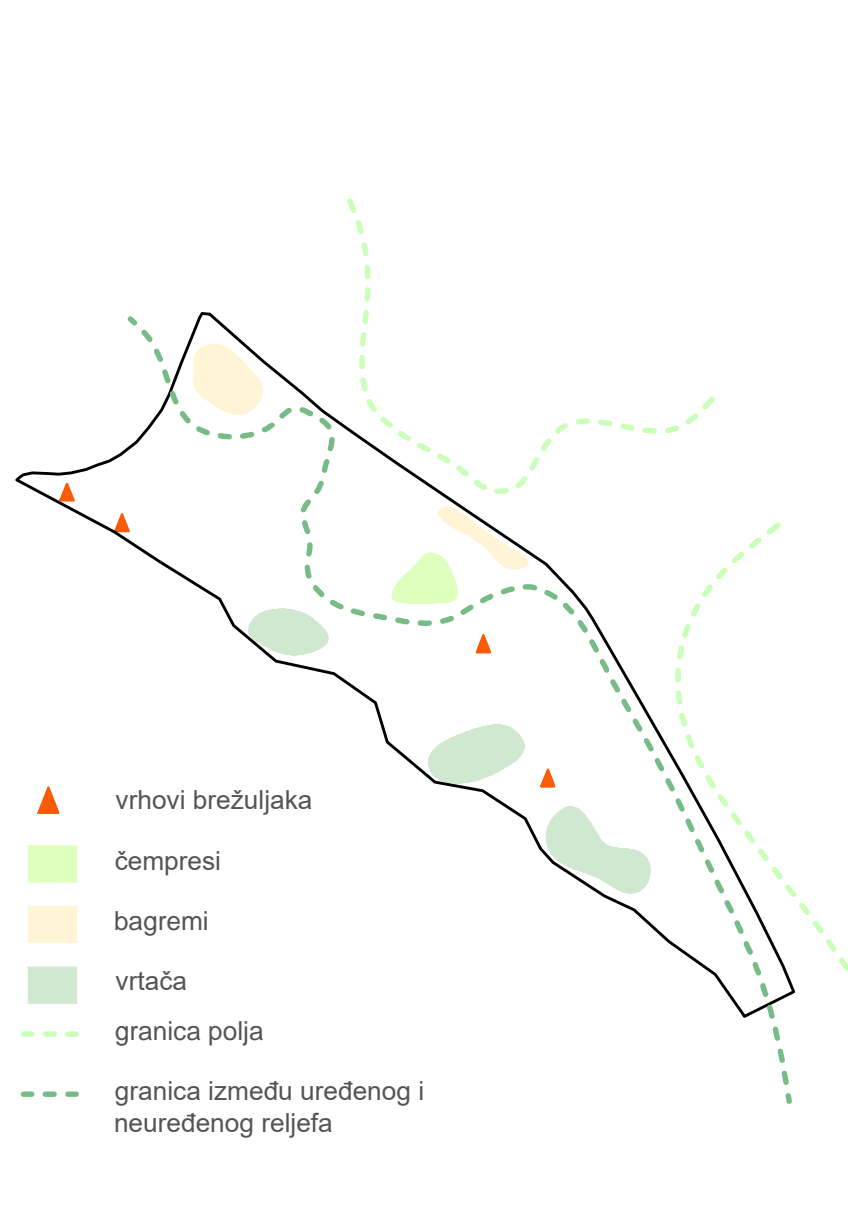 vrhovi brežuljaka
čempresi
bagremi
vrtača
granica polja
granica između uređenog i
neuređenog reljefa